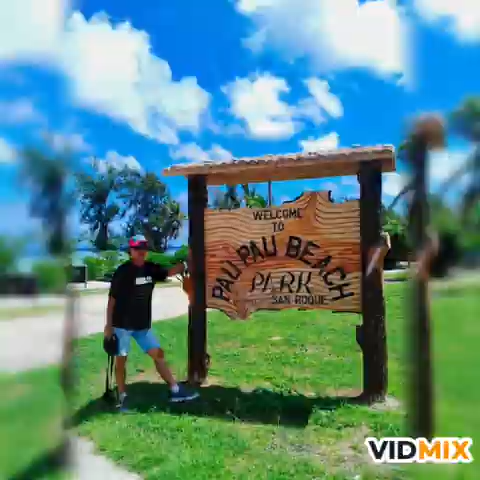 WELCOME
TO
PAU PAU BEACH
PARK
SAN ROQUE
VIDMIX